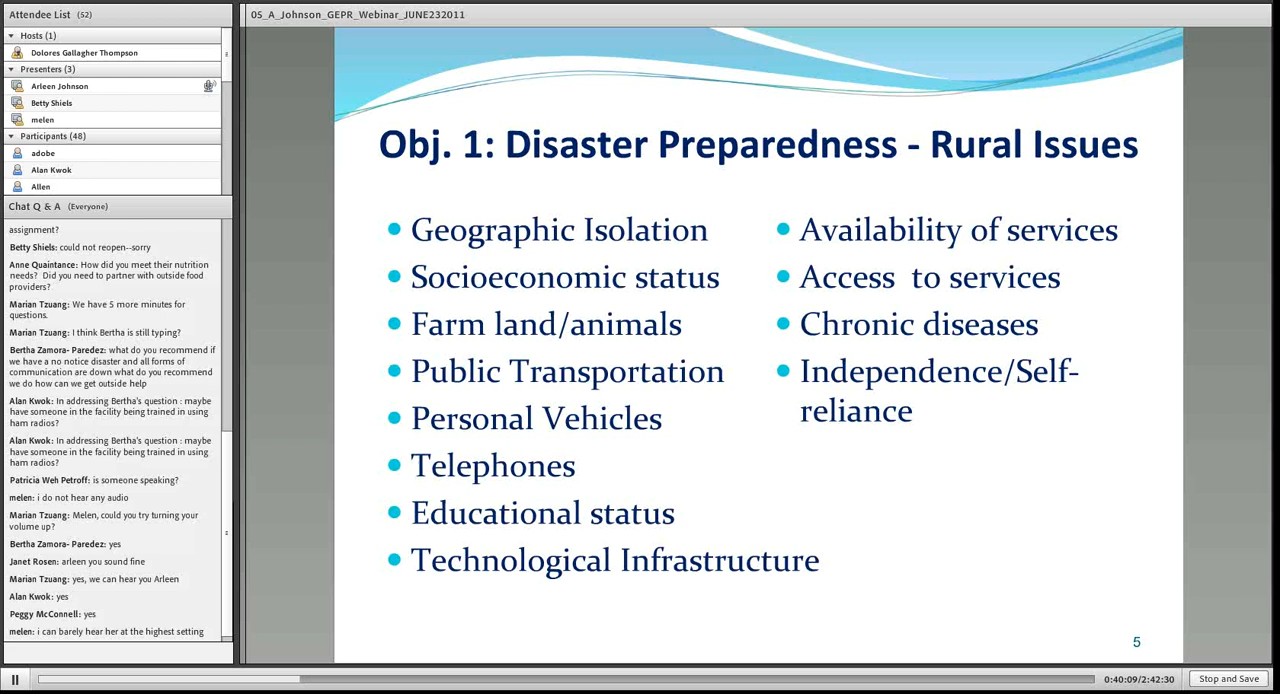 Attendee List (52)
Hosts (1)
Dolores Gallagher Thompson
Presenters (3)
Arleen Johnson
Betty Shiels
melen
Participants (48)
adobe
Alan Kwok
Allen
Chat Q & A (Everyone)
assignment?
Betty Shiels: could not reopen--sorry
Anne Quaintance: How did you meet their nutrition
needs? Did you need to partner with outside food
providers?
Marian Tzuang: We have 5 more minutes for
questions.
Marian Tzuang: I think Bertha is still typing?
Bertha Zamora- Paredez: what do you recommend if
we have a no notice disaster and all forms of
communication are down what do you recommend
we do how can we get outside help
Alan Kwok: In addressing Bertha's question : maybe
have someone in the facility being trained in using
ham radios?
Alan Kwok: In addressing Bertha's question : maybe
have someone in the facility being trained in using
ham radios?
Patricia Weh Petroff: is someone speaking?
melen: i do not hear any audio
Marian Tzuang: Melen, could you try turning your
volume up?
Bertha Zamora- Paredez: yes
Janet Rosen: arleen you sound fine
Marian Tzuang: yes, we can hear you Arleen
Alan Kwok: yes
Peggy McConnell: yes
melen: i can barely hear her at the highest setting
05_A_Johnson_GEPR_Webinar_JUNE232011
Obj. 1: Disaster Preparedness - Rural Issues
Geographic Isolation
Socioeconomic status
Farm land/animals
Public Transportation
Personal Vehicles
Telephones
Educational status
Technological Infrastructure
Availability of services
Access to services
Chronic diseases
Independence/Self-
reliance
5
0:40:09/2:42:30
Stop and Save